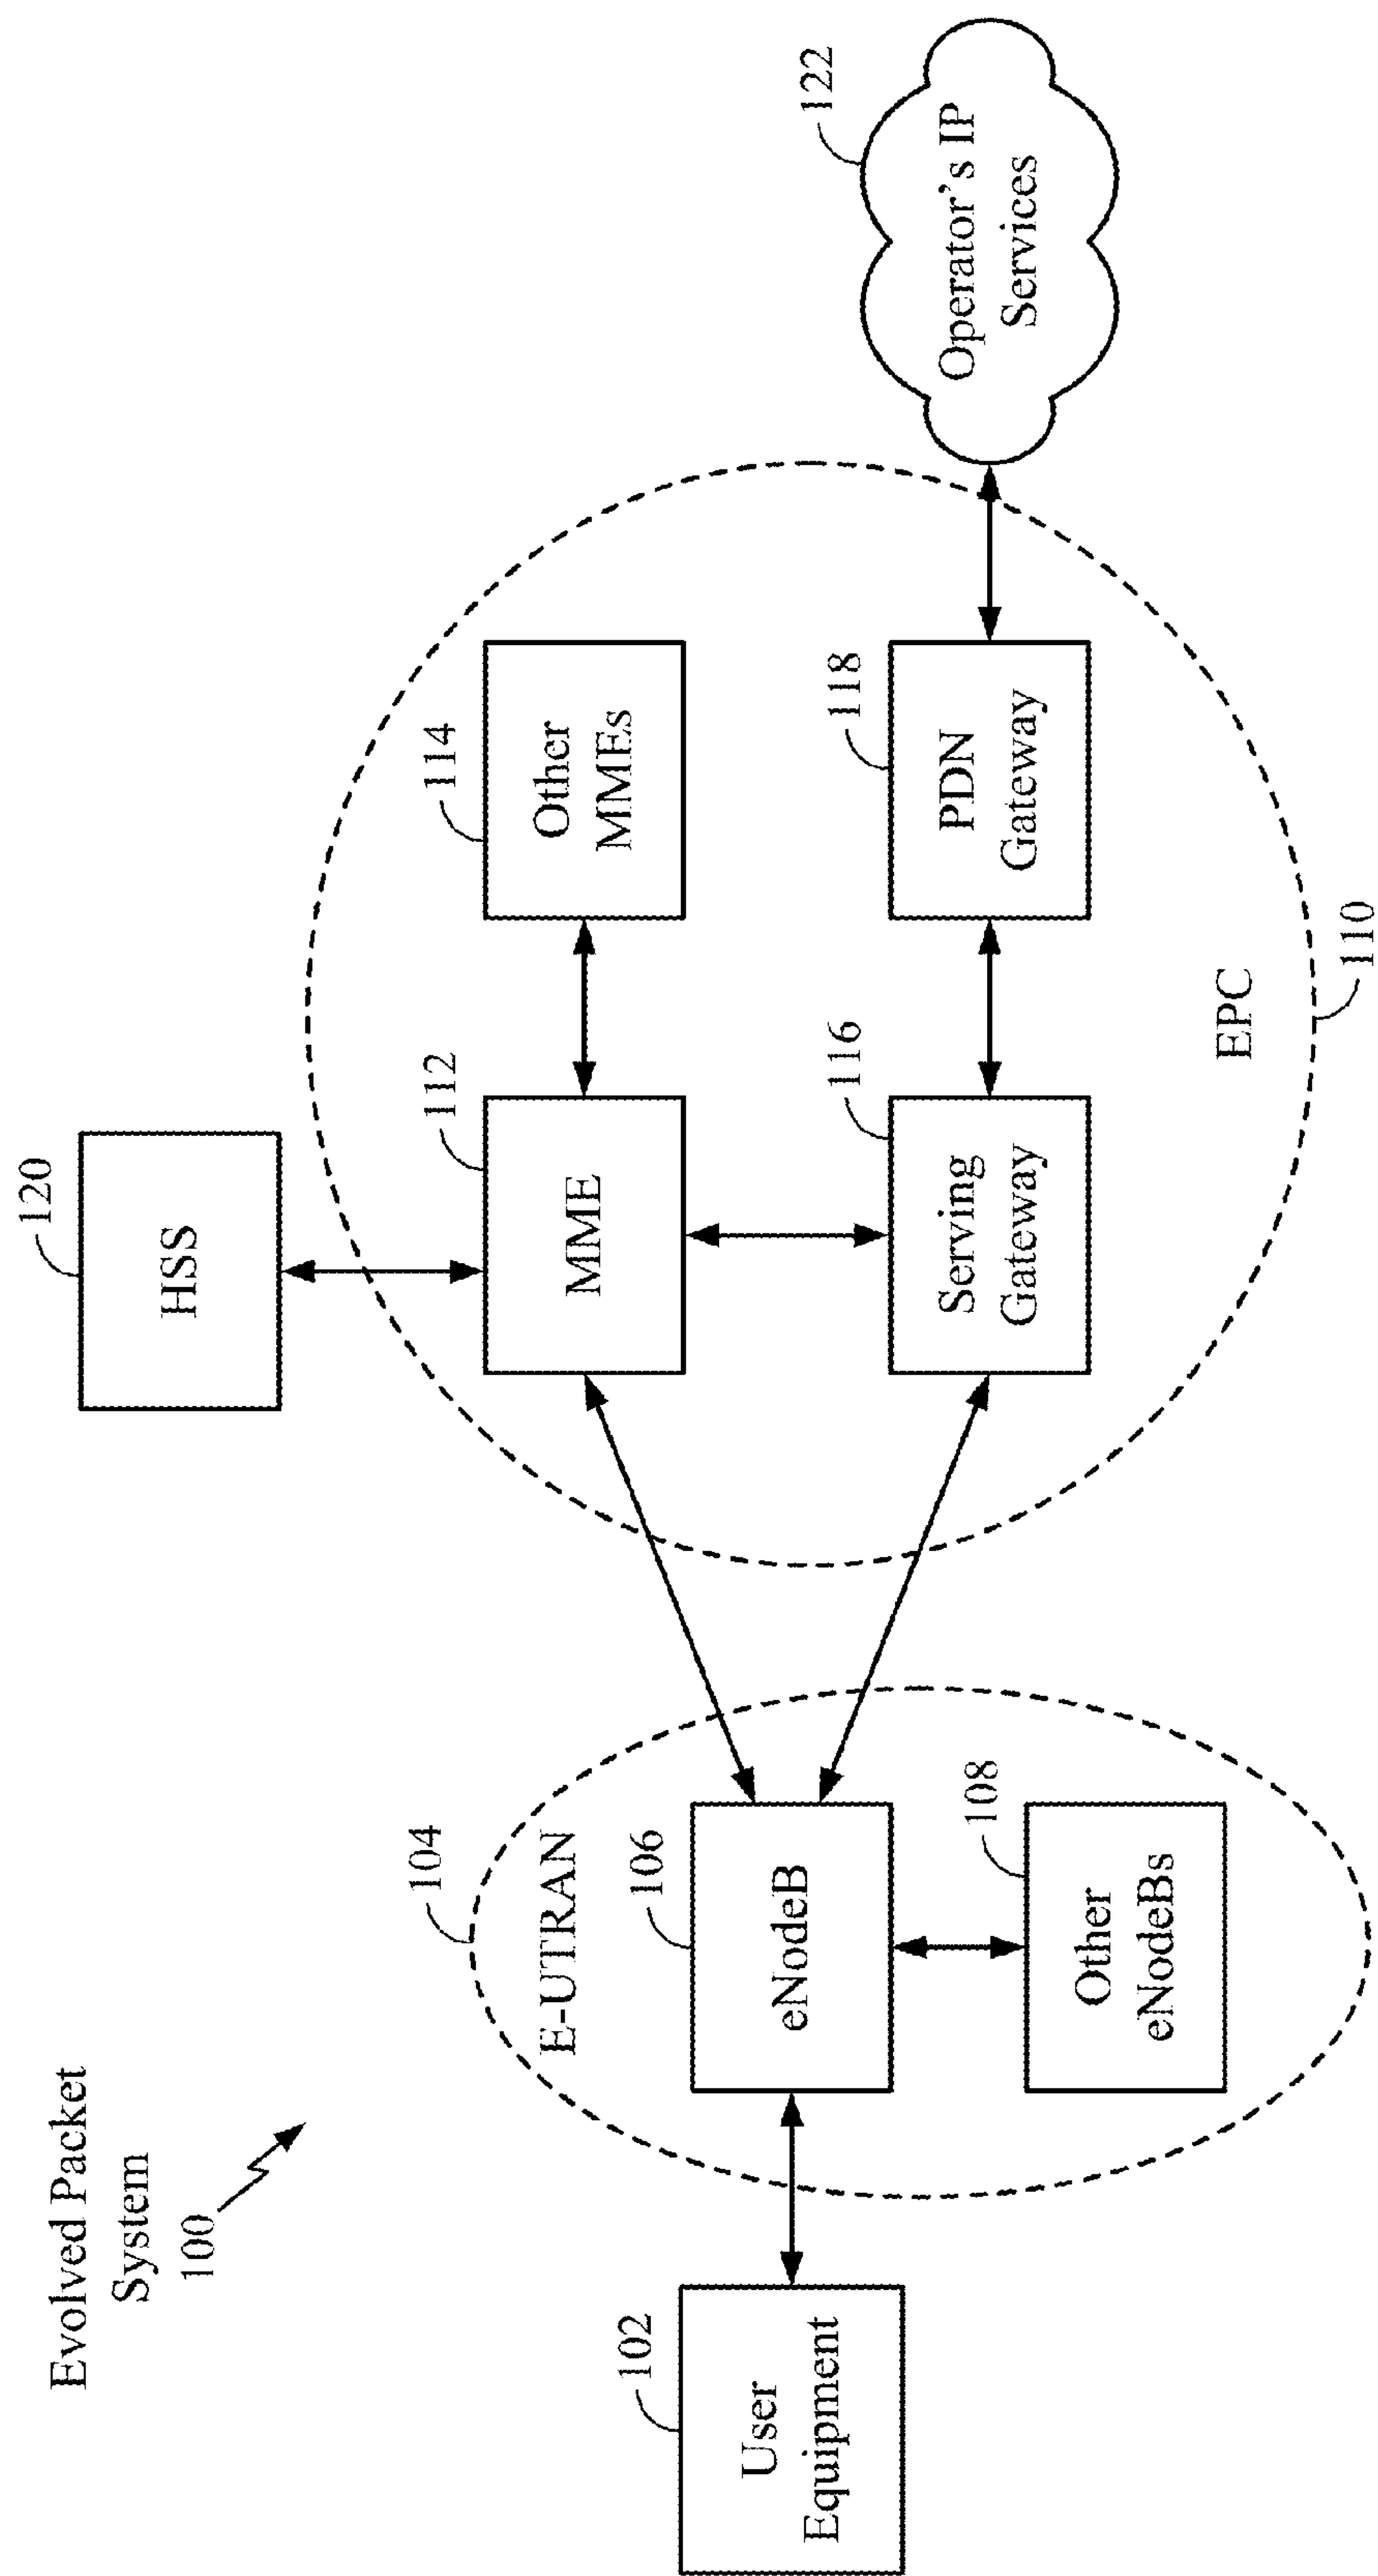 Evolved Packet
System
100
120
HSS
104
E-UTRAN
112
MME
114
Other
MMEs
102
User
Equipment
106
eNodeB
108
Other
eNodeBs
116
Serving
Gateway
118
PDN
Gateway
122
Operator's IP
Services
EPC
110